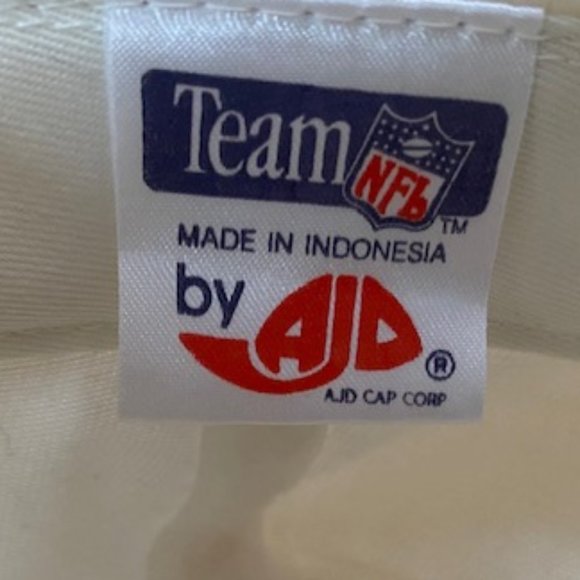 Team NFL TM
MADE IN INDONESIA
by AJD ®
AJD CAP CORP